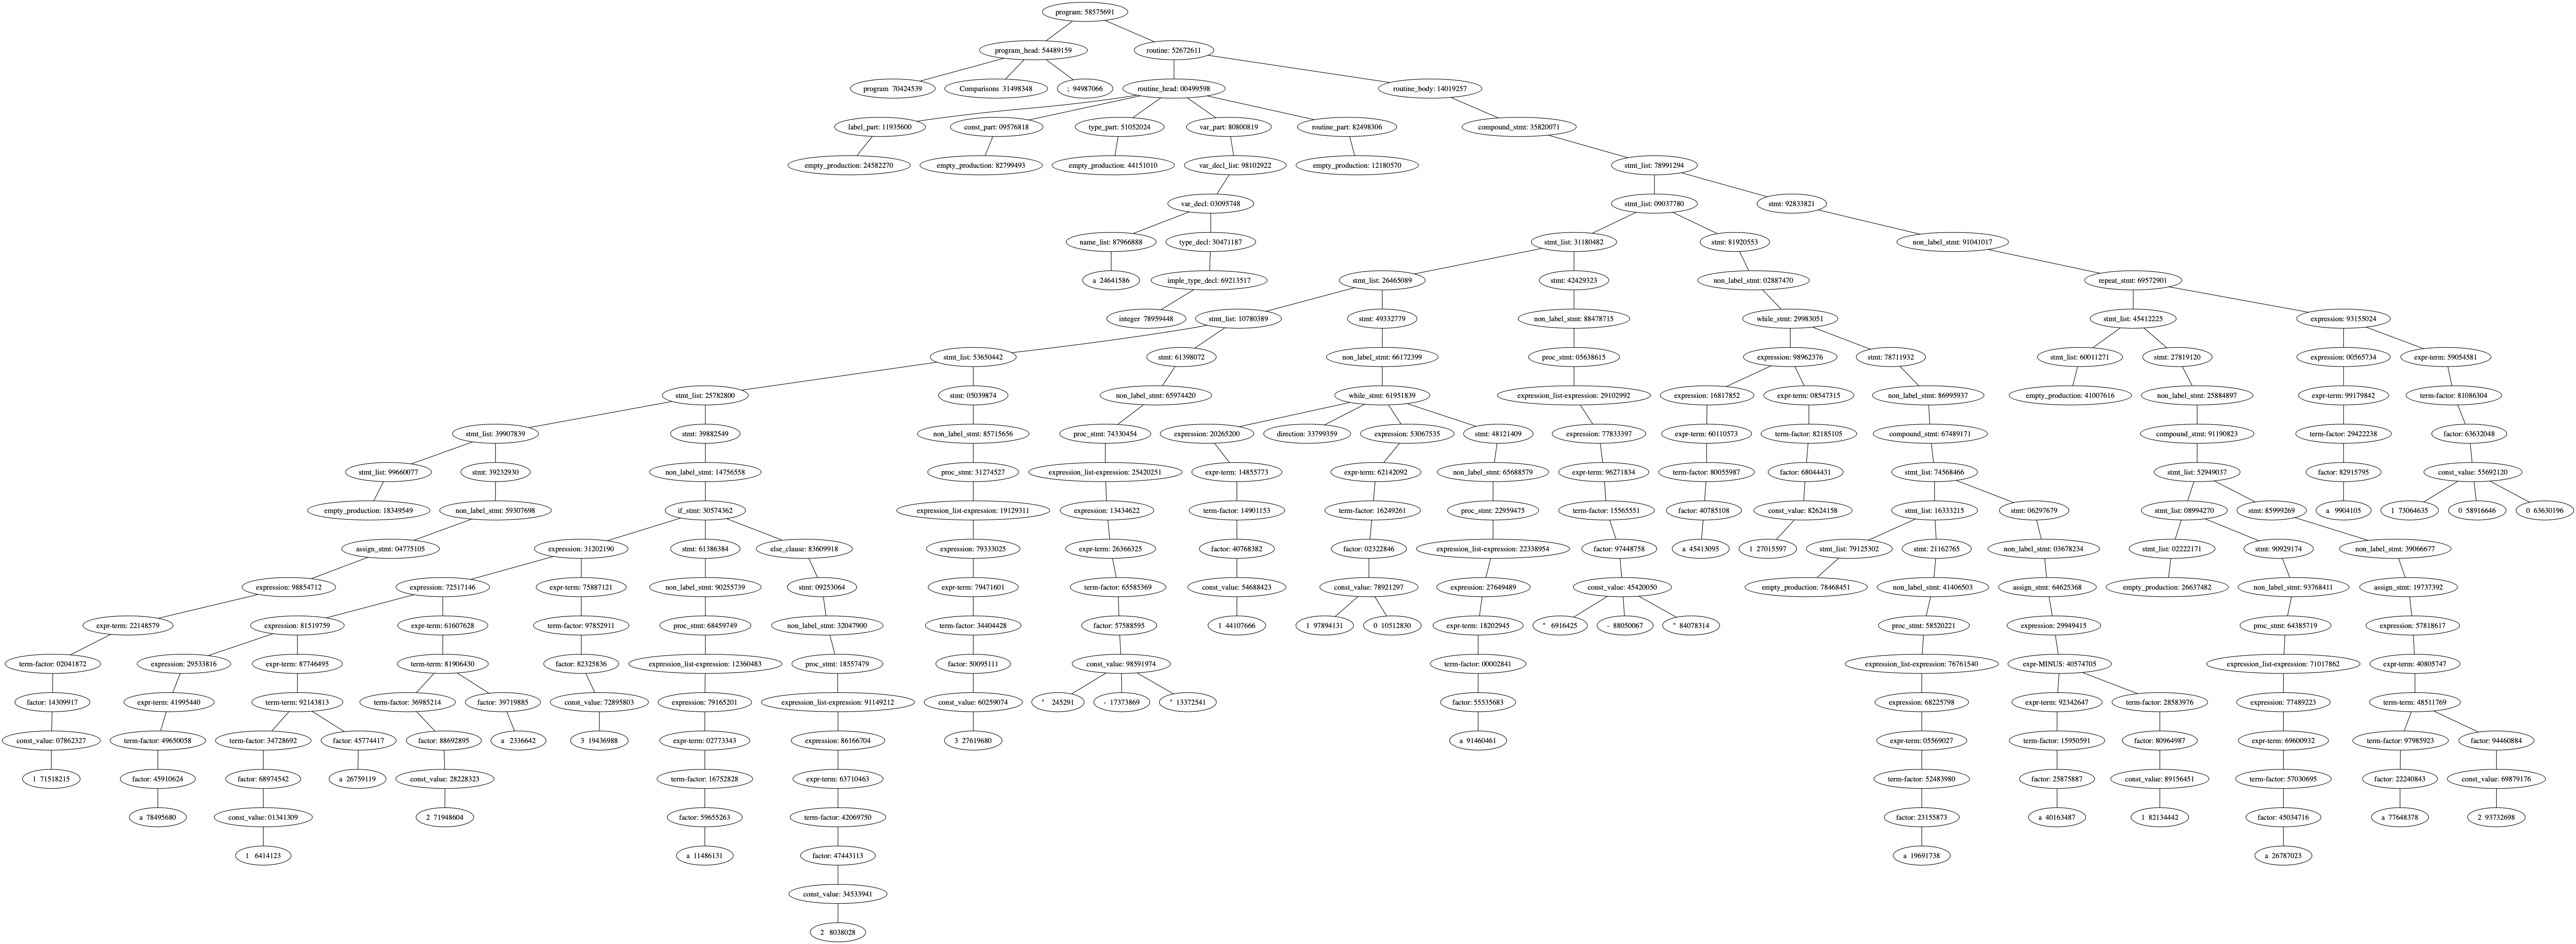 program: 58575691
program_head: 54489159
routine: 52672611
program 70424539
Comparisons 31498348
; 94987066
routine_head: 00499598
routine_body: 14019257
label_part: 11935600
const_part: 09576818
type_part: 51052024
var_part: 80800819
routine_part: 82498306
compound_stmt: 35820071
empty_production: 24582270
empty_production: 82799493
empty_production: 44151010
var_decl_list: 98102922
empty_production: 12180570
stmt_list: 78991294
var_decl: 03095748
stmt_list: 09037780
stmt: 92833821
name_list: 87966888
type_decl: 30471187
stmt_list: 31180482
stmt: 81920553
non_label_stmt: 91041017
a 24641586
imple_type_decl: 69213517
stmt_list: 26465089
stmt: 42429323
non_label_stmt: 02887470
repeat_stmt: 69572901
integer 78959448
stmt_list: 10780389
stmt: 49332779
non_label_stmt: 88478715
while_stmt: 29983051
stmt_list: 45412225
expression: 93155024
stmt_list: 53650442
stmt: 61398072
non_label_stmt: 66172399
proc_stmt: 05638615
expression: 98962376
stmt: 78711932
stmt_list: 60011271
stmt: 27819120
expression: 00565734
expr-term: 59054581
stmt_list: 25782800
stmt: 05039874
non_label_stmt: 65974420
while_stmt: 61951839
expression_list-expression: 29102992
expression: 16817852
expr-term: 08547315
non_label_stmt: 86995937
empty_production: 41007616
non_label_stmt: 25884897
expr-term: 99179842
term-factor: 81086304
stmt_list: 39907839
stmt: 39882549
non_label_stmt: 85715656
proc_stmt: 74330454
expression: 20265200
direction: 33799359
expression: 53067535
stmt: 48121409
expression: 77833397
expr-term: 60110573
term-factor: 82185105
compound_stmt: 67489171
compound_stmt: 91190823
term-factor: 29422238
factor: 63632048
stmt_list: 99660077
stmt: 39232930
non_label_stmt: 14756558
proc_stmt: 31274527
expression_list-expression: 25420251
expr-term: 14855773
expr-term: 62142092
non_label_stmt: 65688579
expr-term: 96271834
term-factor: 80055987
factor: 68044431
stmt_list: 74568466
stmt_list: 52949037
factor: 82915795
const_value: 55692120
empty_production: 18349549
non_label_stmt: 59307698
if_stmt: 30574362
expression_list-expression: 19129311
expression: 13434622
term-factor: 14901153
term-factor: 16249261
proc_stmt: 22959475
term-factor: 15565551
factor: 40785108
const_value: 82624158
stmt_list: 16333215
stmt: 06297679
stmt_list: 08994270
stmt: 85999269
a 9904105
1 73064635
0 58916646
0 63630196
assign_stmt: 04775105
expression: 31202190
stmt: 61386384
else_clause: 83609918
expression: 79333025
expr-term: 26366325
factor: 40768382
factor: 02322846
expression_list-expression: 22338954
factor: 97448758
a 45413095
1 27015597
stmt_list: 79125302
stmt: 21162765
non_label_stmt: 03678234
stmt_list: 02222171
stmt: 90929174
non_label_stmt: 39066677
expression: 98854712
expression: 72517146
expr-term: 75887121
non_label_stmt: 90255739
stmt: 09253064
expr-term: 79471601
term-factor: 65585369
const_value: 54688423
const_value: 78921297
expression: 27649489
const_value: 45420050
empty_production: 78468451
non_label_stmt: 41406503
assign_stmt: 64625368
empty_production: 26637482
non_label_stmt: 93768411
assign_stmt: 19737392
expr-term: 22148579
expression: 81519759
expr-term: 61607628
term-factor: 97852911
proc_stmt: 68459749
non_label_stmt: 32047900
term-factor: 34404428
factor: 57588595
1 44107666
1 97894131
0 10512830
expr-term: 18202945
" 6916425
- 88050067
" 84078314
proc_stmt: 58520221
expression: 29949415
proc_stmt: 64385719
expression: 57818617
term-factor: 02041872
expression: 29533816
expr-term: 87746495
term-term: 81906430
factor: 82325836
expression_list-expression: 12360483
proc_stmt: 18557479
factor: 50095111
const_value: 98591974
term-factor: 00002841
expression_list-expression: 76761540
expr-MINUS: 40574705
expression_list-expression: 71017862
expr-term: 40805747
factor: 14309917
expr-term: 41995440
term-term: 92143813
term-factor: 36985214
factor: 39719885
const_value: 72895803
expression: 79165201
expression_list-expression: 91149212
const_value: 60259074
" 245291
- 17373869
" 13372541
factor: 55535683
expression: 68225798
expr-term: 92342647
term-factor: 28583976
expression: 77489223
term-term: 48511769
const_value: 07862327
term-factor: 49650058
term-factor: 34728692
factor: 45774417
factor: 88692895
a 2336642
3 19436988
expr-term: 02773343
expression: 86166704
3 27619680
a 91460461
expr-term: 05569027
term-factor: 15950591
factor: 80964987
expr-term: 69600932
term-factor: 97985923
factor: 94460884
1 71518215
factor: 45910624
factor: 68974542
a 26759119
const_value: 28228323
term-factor: 16752828
expr-term: 63710463
term-factor: 52483980
factor: 25875887
const_value: 89156451
term-factor: 57030695
factor: 22240843
const_value: 69879176
a 78495680
const_value: 01341309
2 71948604
factor: 59655263
term-factor: 42069750
factor: 23155873
a 40163487
1 82134442
factor: 45034716
a 77648378
2 93732698
1 6414123
a 11486131
factor: 47443113
a 19691738
a 26787023
const_value: 34533941
2 8038028